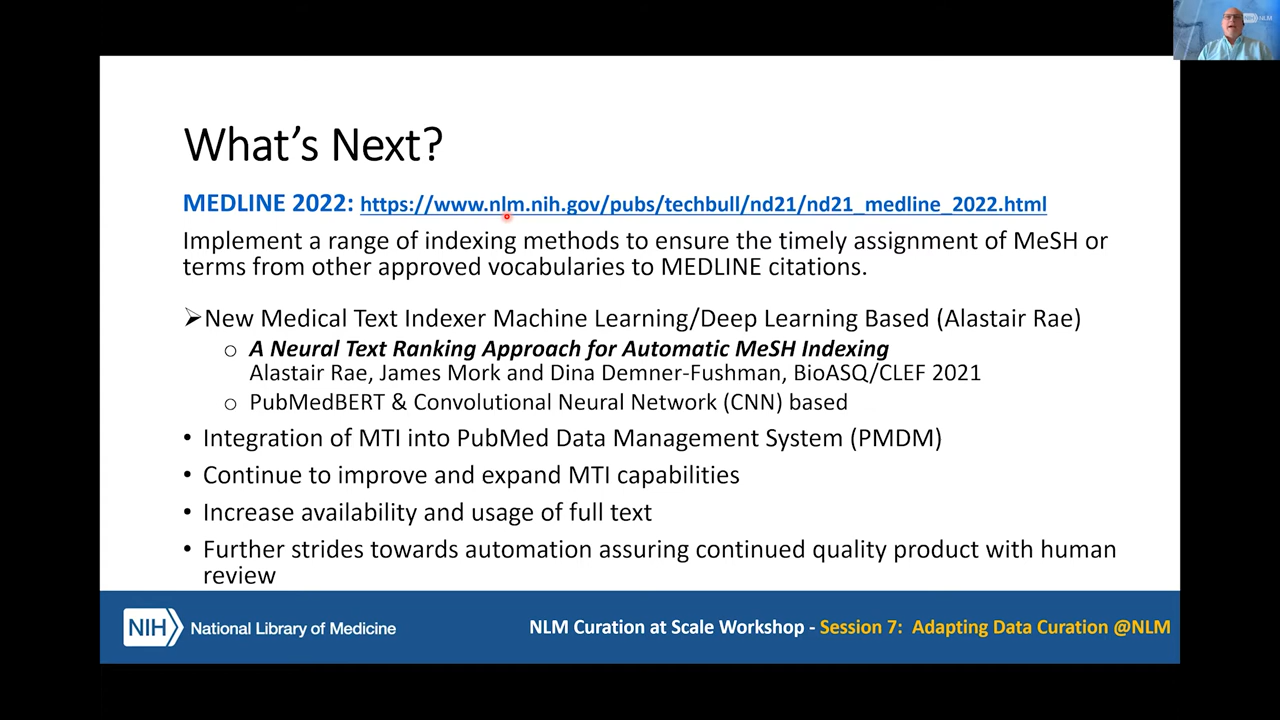 NIH NLM
What's Next?
MEDLINE 2022: https://www.nlm.nih.gov/pubs/techbull/nd21/nd21_medline_2022.html
Implement a range of indexing methods to ensure the timely assignment of MeSH or
terms from other approved vocabularies to MEDLINE citations.
➢New Medical Text Indexer Machine Learning/Deep Learning Based (Alastair Rae)
o A Neural Text Ranking Approach for Automatic MeSH Indexing
Alastair Rae, James Mork and Dina Demner-Fushman, BioASQ/CLEF 2021
o PubMedBERT & Convolutional Neural Network (CNN) based
• Integration of MTI into PubMed Data Management System (PMDM)
• Continue to improve and expand MTI capabilities
• Increase availability and usage of full text
• Further strides towards automation assuring continued quality product with human
review
NIH National Library of Medicine
NLM Curation at Scale Workshop - Session 7: Adapting Data Curation @NLM